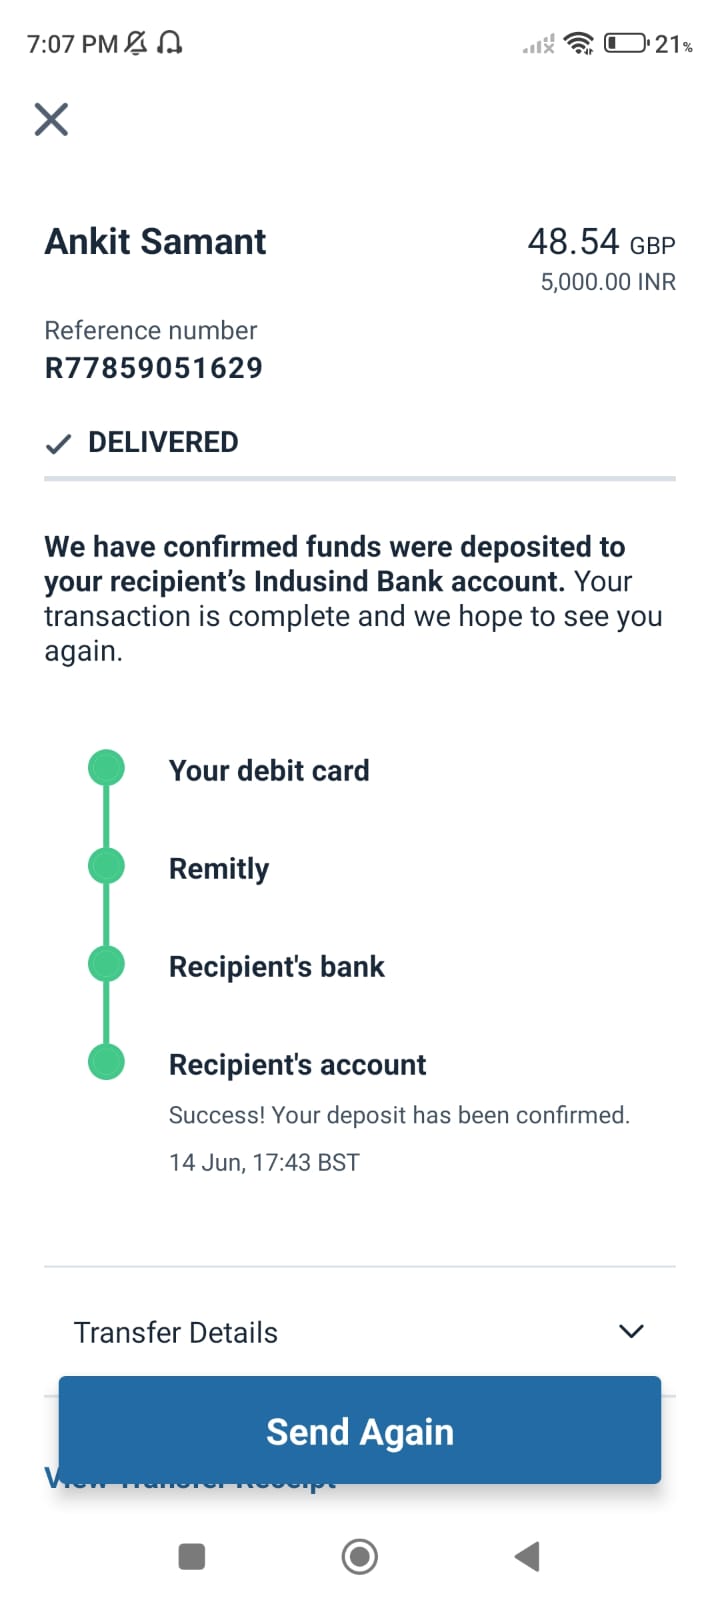 7:07 PM
21%
Ankit Samant
48.54 GBP
5,000.00 INR
Reference number
R77859051629
DELIVERED
We have confirmed funds were deposited to
your recipient's Indusind Bank account. Your
transaction is complete and we hope to see you
again.
Your debit card
Remitly
Recipient's bank
Recipient's account
Success! Your deposit has been confirmed.
14 Jun, 17:43 BST
Transfer Details
Send Again
View Transfer Receipt